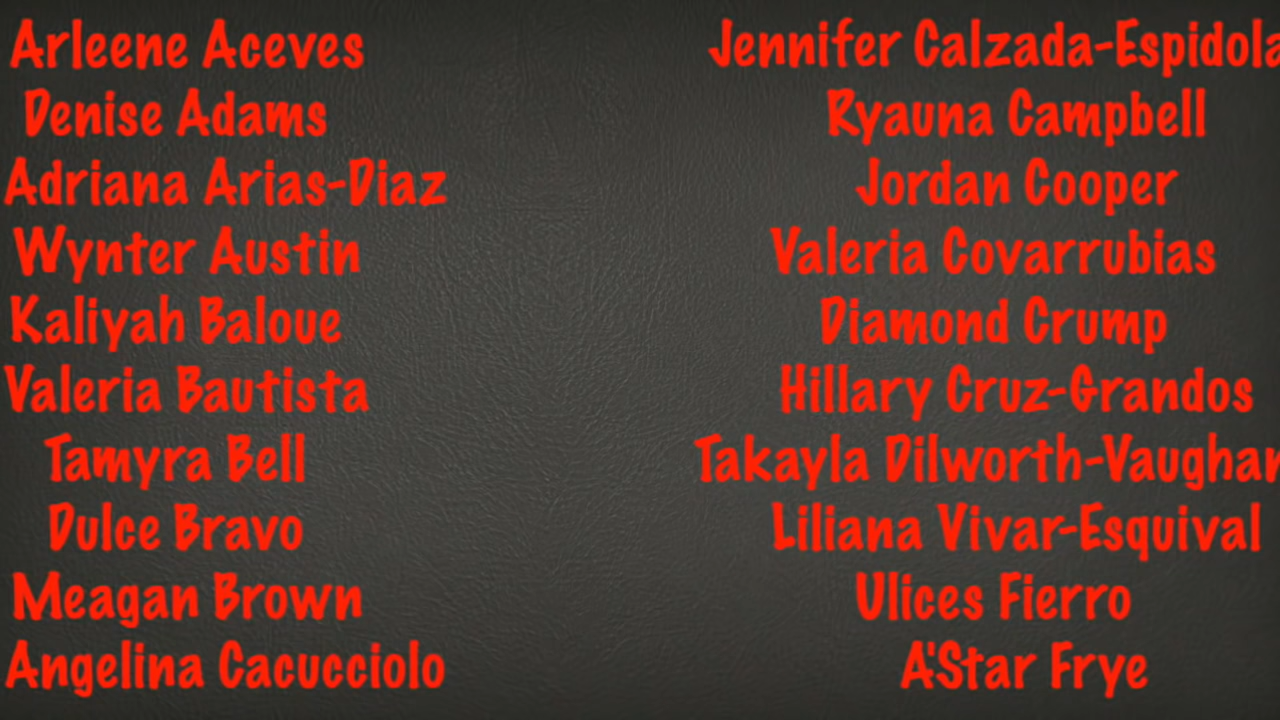 Arleene Aceves
Denise Adams
Adriana Arias-Diaz
Wynter Austin
Kaliyah Baloue
Valeria Bautista
Tamyra Bell
Dulce Bravo
Meagan Brown
Angelina Cacucciolo
Jennifer Calzada-Espidola
Ryauna Campbell
Jordan Cooper
Valeria Covarrubias
Diamond Crump
Hillary Cruz-Grandos
Takayla Dilworth-Vaughan
Liliana Vivar-Esquival
Ulices Fierro
A'Star Frye